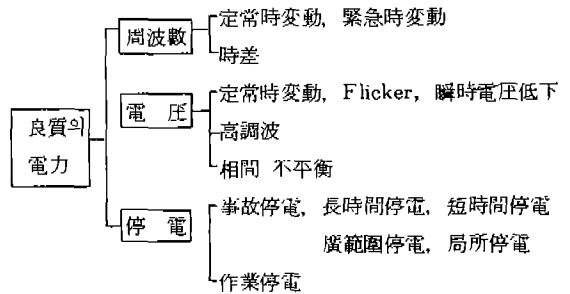 定常時変動, 緊急時変動
周波數
時差
定常時変動, Flicker, 瞬時電圧低下
電 圧
良質의
高調波
電力
相間 不平衡
事故停電, 長時間停電, 短時間停電
停 電
廣範圍停電, 局所停電
作業停電